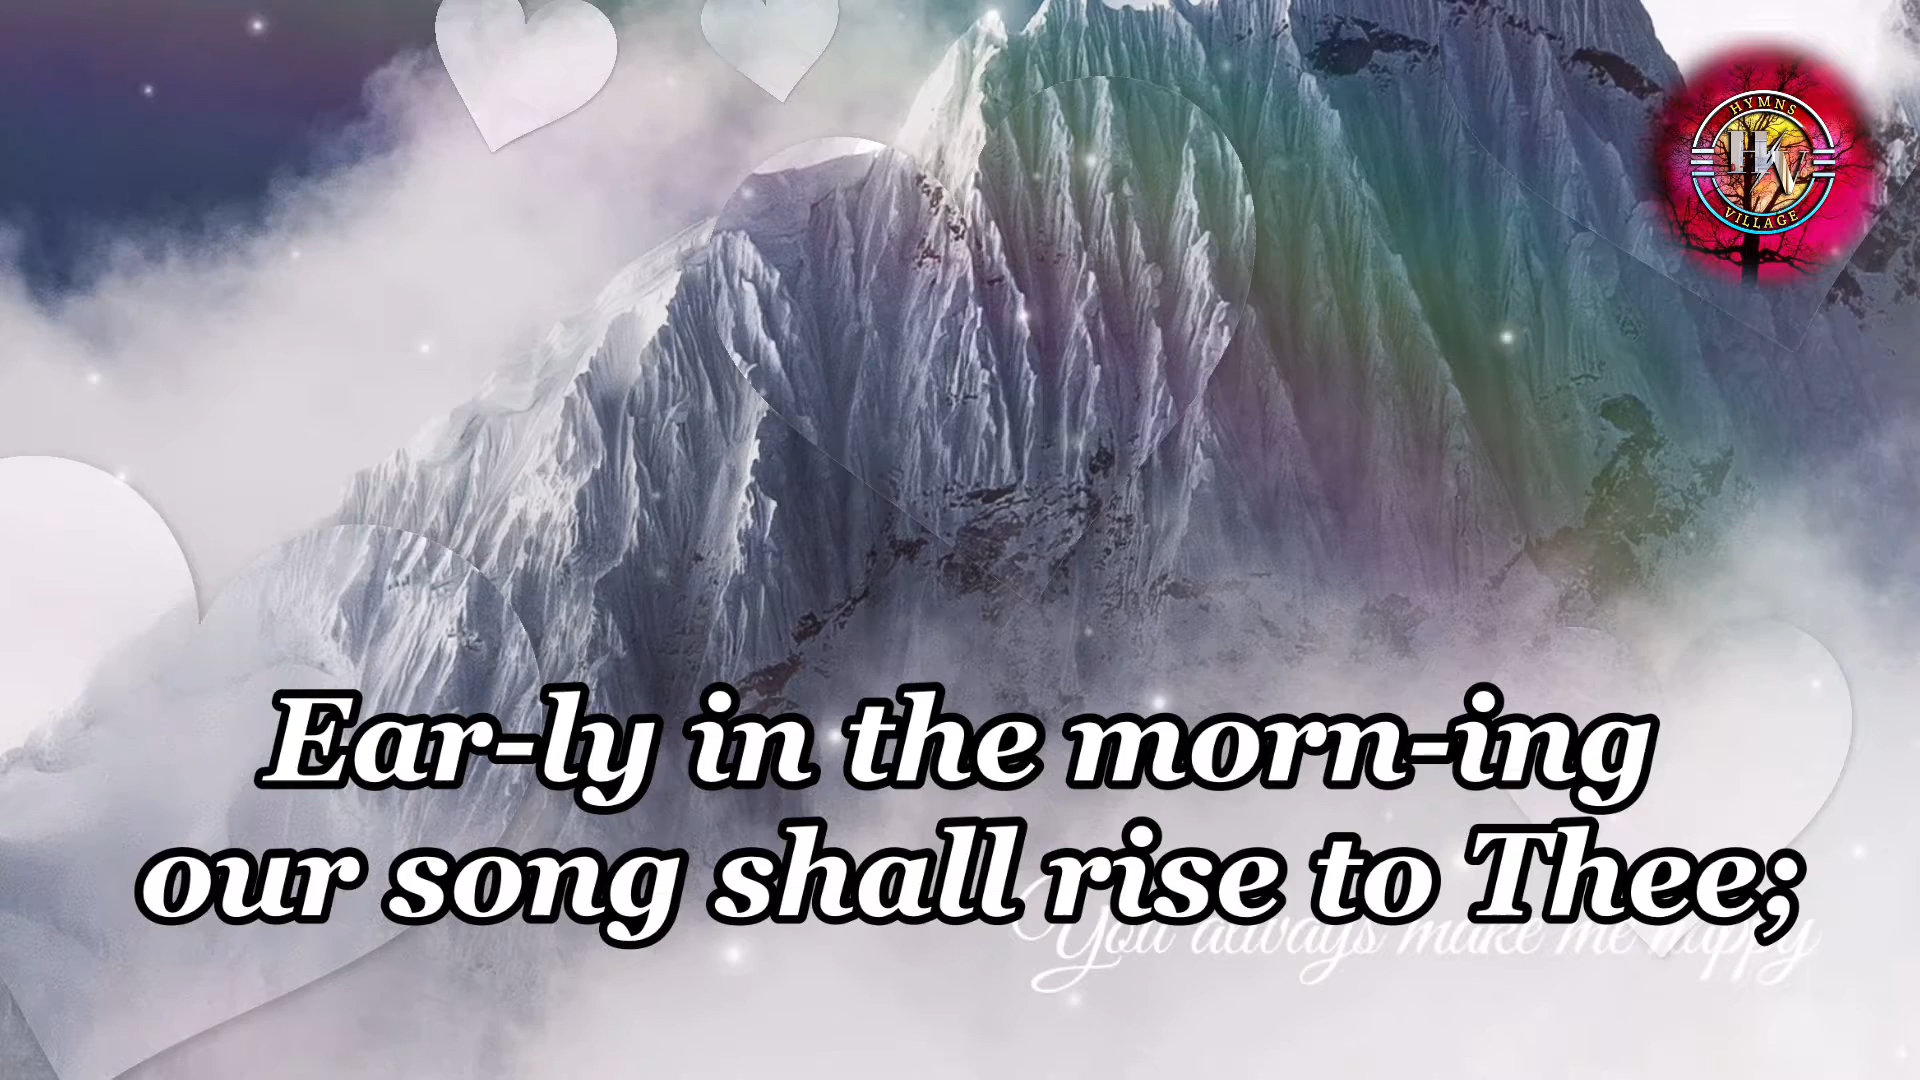 HYMNS
HV
VILLAGE
Ear-ly in the morn-ing
our song shall rise to Thee;
You always make me happy